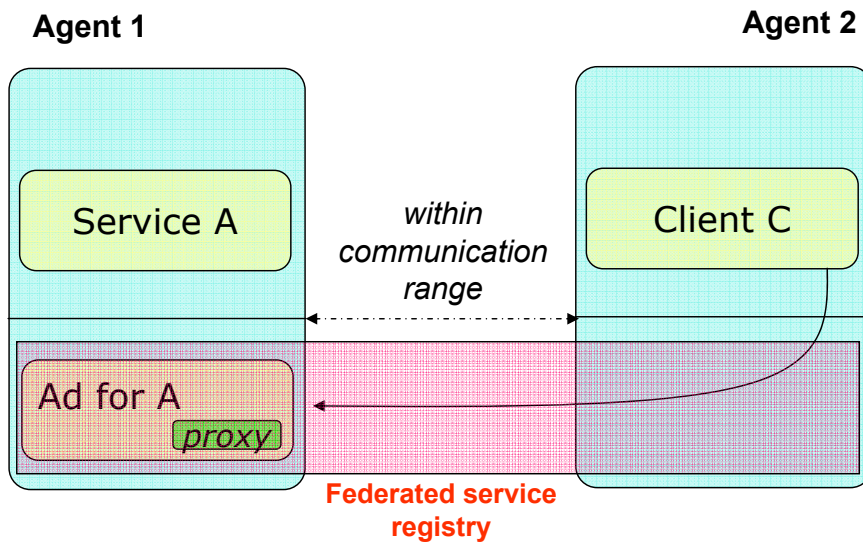 Agent 1
Agent 2
Service A
within
communication
range
Client C
Ad for A
proxy
Federated service
registry